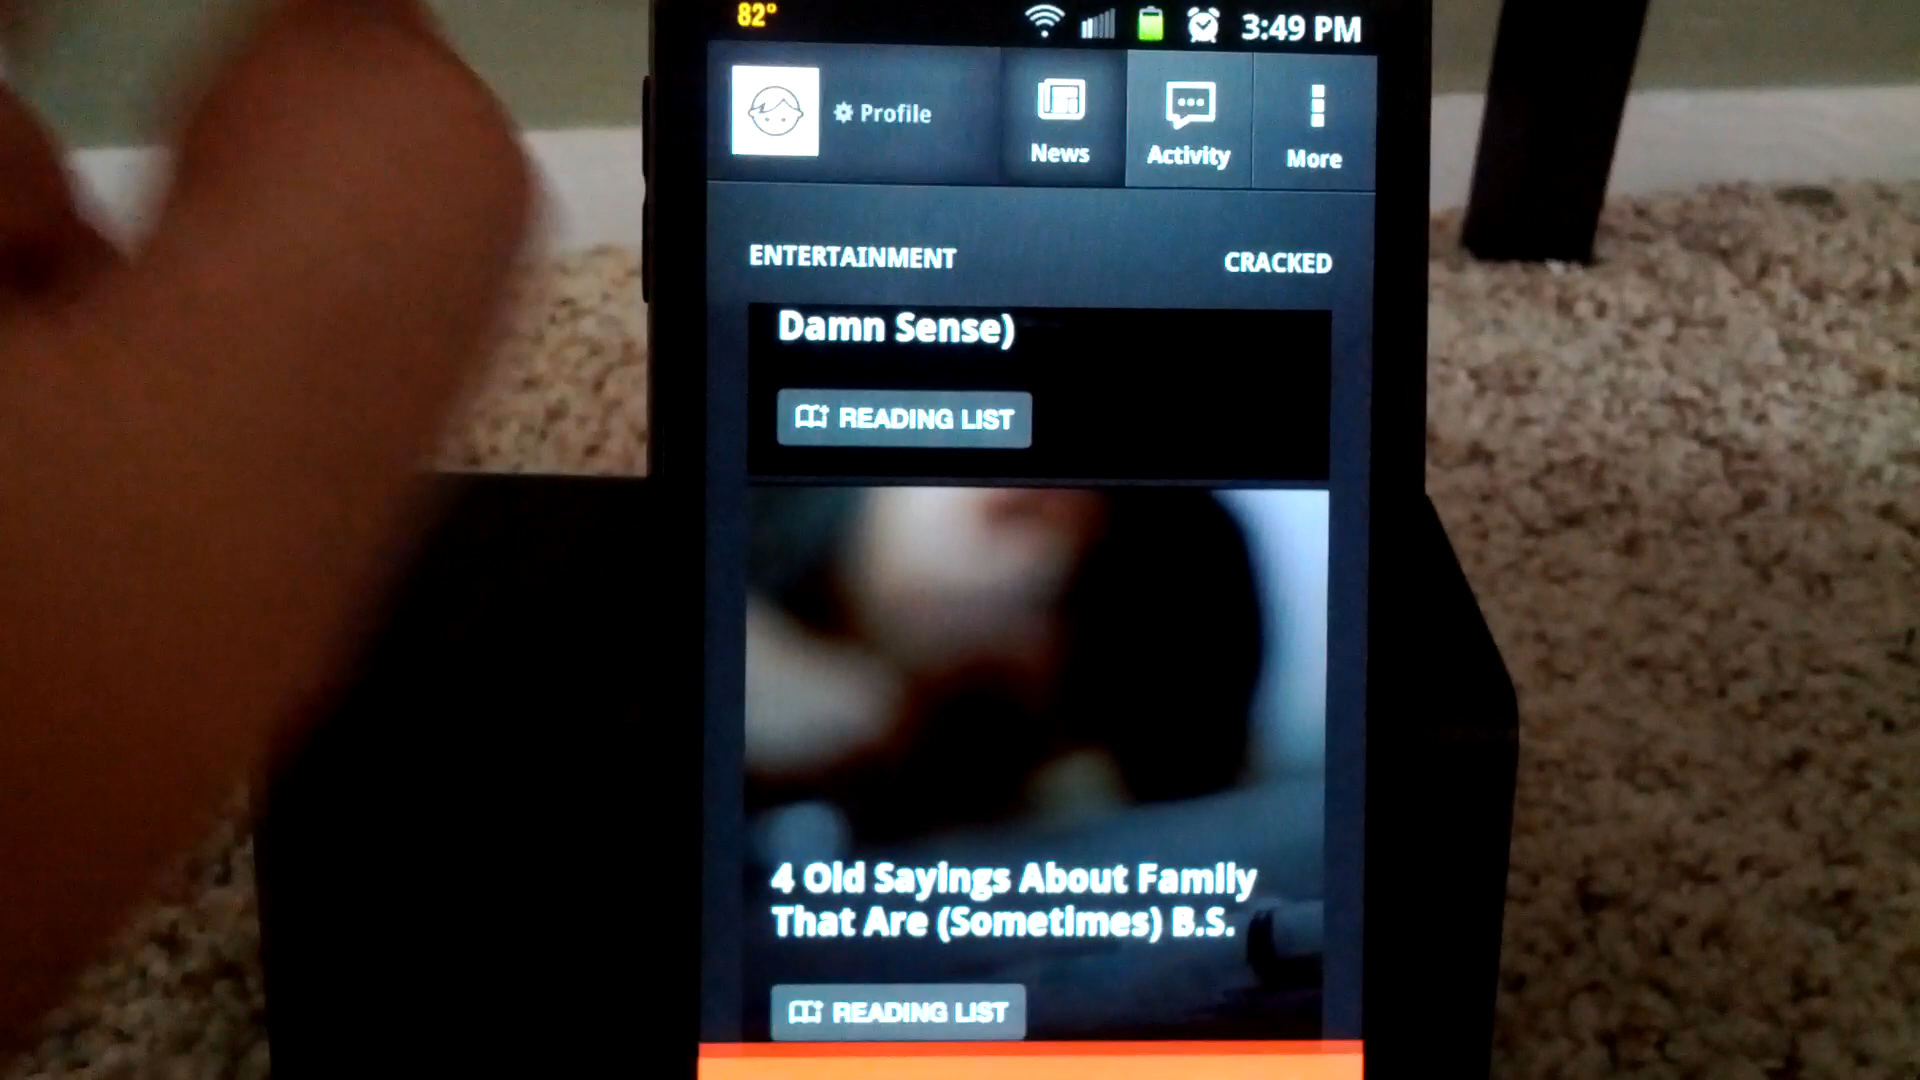 82°
3:49 PM
Profile
News
Activity
More
ENTERTAINMENT
CRACKED
Damn Sense)
READING LIST
4 Old Sayings About Family
That Are (Sometimes) B.S.
READING LIST